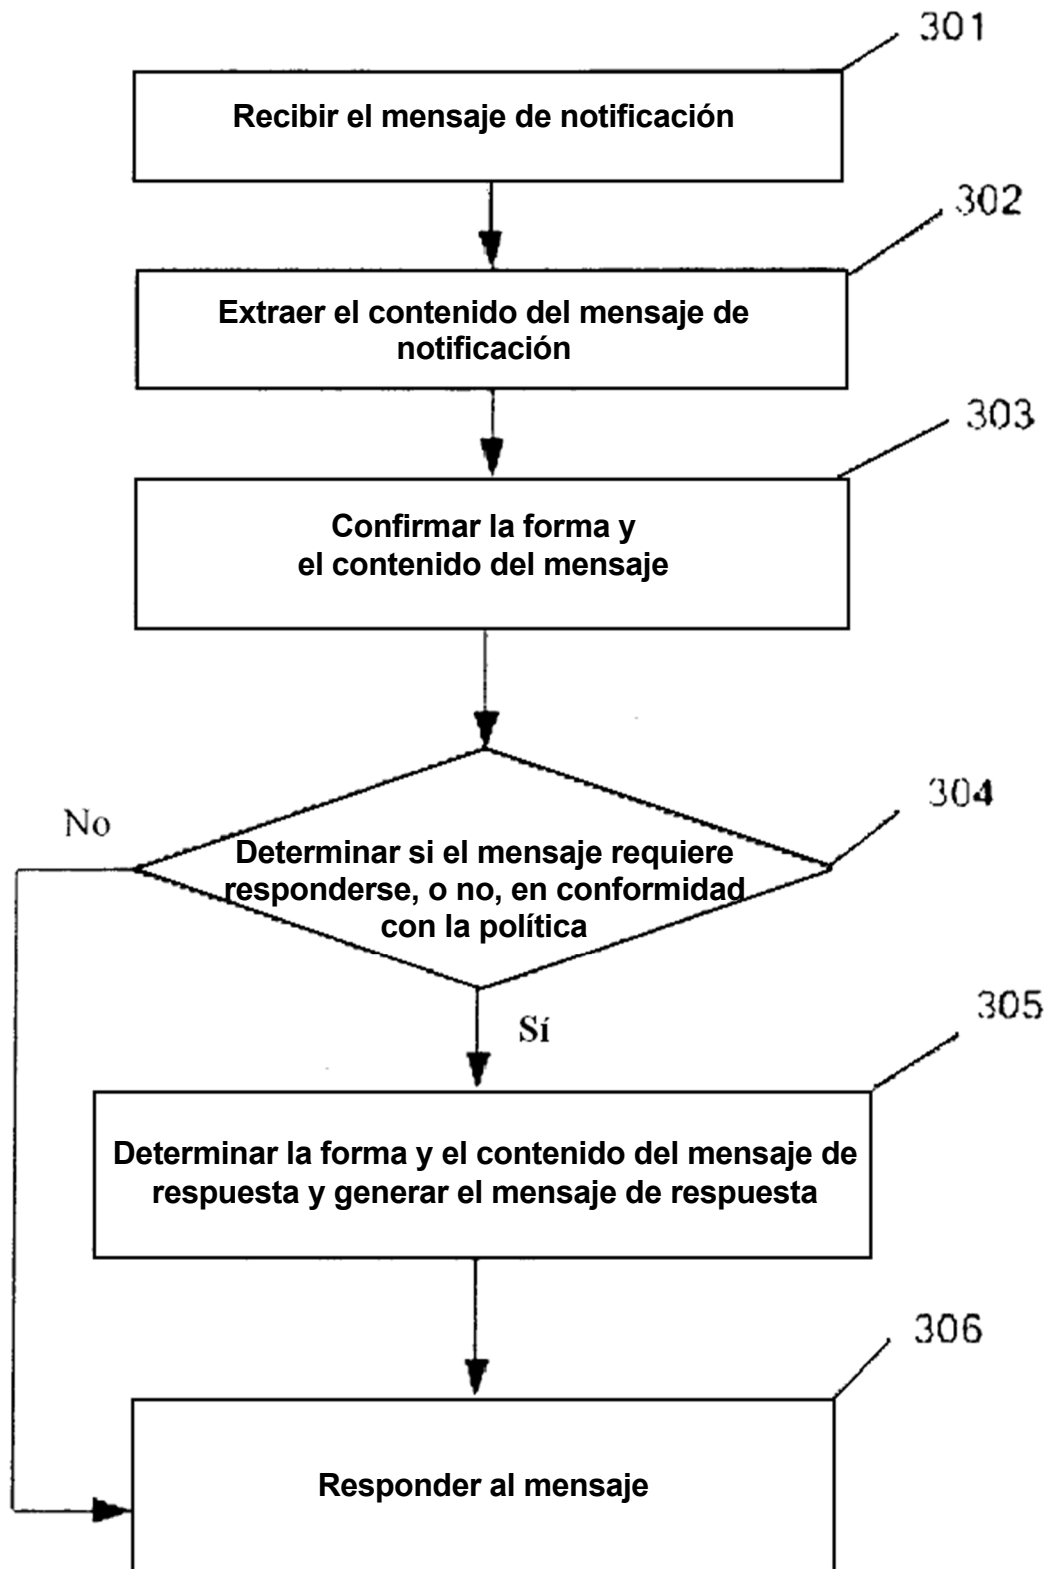 301
Recibir el mensaje de notificación
302
Extraer el contenido del mensaje de
notificación
303
Confirmar la forma y
el contenido del mensaje
304
No
Determinar si el mensaje requiere
responderse, o no, en conformidad
con la política
Sí
305
Determinar la forma y el contenido del mensaje de
respuesta y generar el mensaje de respuesta
306
Responder al mensaje